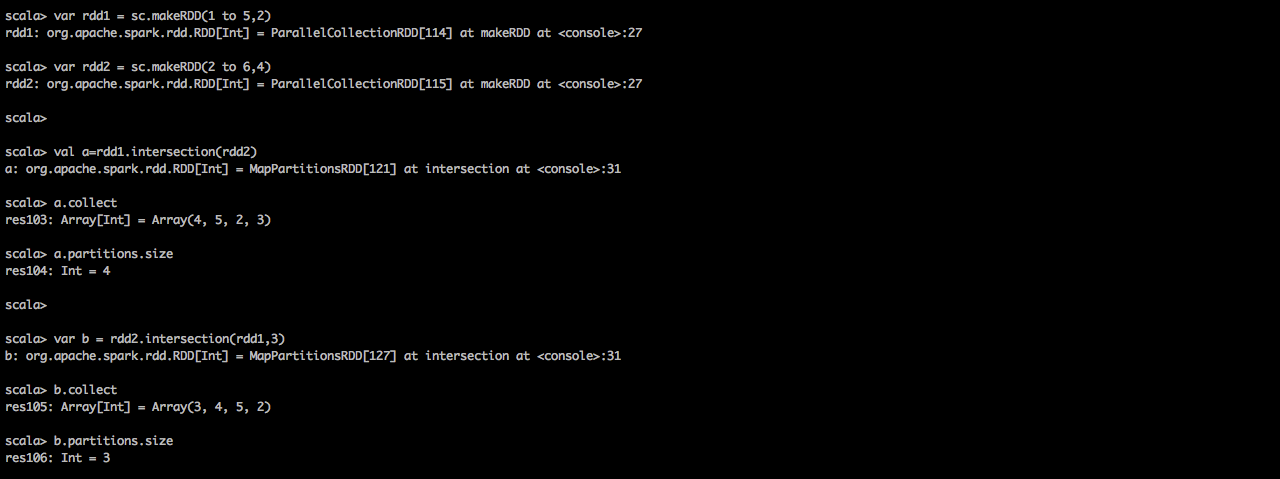 scala> var rdd1 = sc.makeRDD(1 to 5,2)
rdd1: org.apache.spark.rdd.RDD[Int] = ParallelCollectionRDD[114] at makeRDD at <console>:27
scala> var rdd2 = sc.makeRDD(2 to 6,4)
rdd2: org.apache.spark.rdd.RDD[Int] = ParallelCollectionRDD[115] at makeRDD at <console>:27
scala>
scala> val a=rdd1.intersection(rdd2)
a: org.apache.spark.rdd.RDD[Int] = MapPartitionsRDD[121] at intersection at <console>:31
scala> a.collect
res103: Array[Int] = Array(4, 5, 2, 3)
scala> a.partitions.size
res104: Int = 4
scala>
scala> var b = rdd2.intersection(rdd1,3)
b: org.apache.spark.rdd.RDD[Int] = MapPartitionsRDD[127] at intersection at <console>:31
scala> b.collect
res105: Array[Int] = Array(3, 4, 5, 2)
scala> b.partitions.size
res106: Int = 3